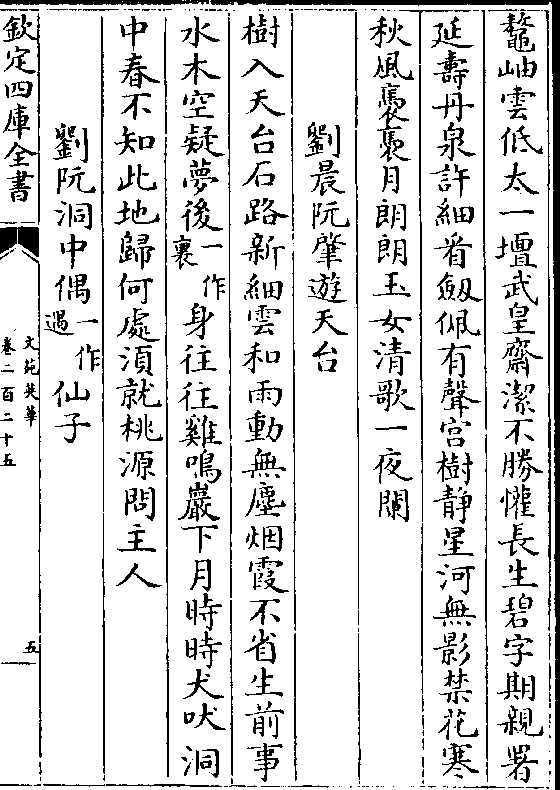 鼇岫雲低太一壇武皇齋潔不勝懽長生碧字期親署
延壽丹泉許細㸔劔佩有聲宫樹静星河無影禁花寒
秋風褭褭月朗朗玉女清歌一夜闌
劉晨阮肇遊天台
樹入天台石路新細雲和雨動無塵烟霞不省生前事
水木空疑夢後一作裏身往往雞鳴巖下月時時犬吠洞
中春不知此地歸何處湏就桃源問主人
劉阮洞中偶一作遇仙子
欽定四庫全書
文苑英華
卷二百二十五
五